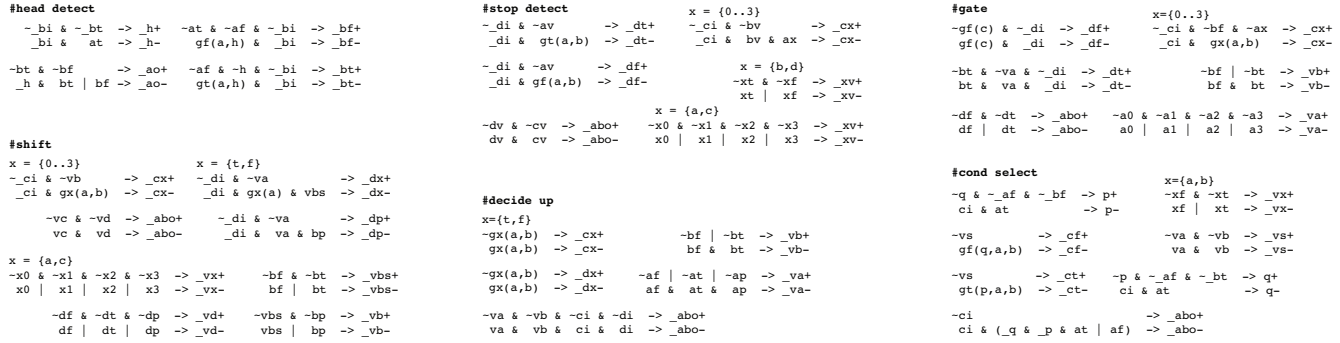 #head detect
~_bi & ~_bt -> _h+ ~at & ~af & ~_bi -> _bf+
_bi & at -> _h- gf(a,h) & _bi -> _bf-
~bt & ~bf -> _ao+ ~af & ~h & ~_bi -> _bt+
_h & bt | bf -> _ao- gt(a,h) & _bi -> _bt-
#shift
x = {0..3} x = {t,f}
~_ci & ~vb -> _cx+ ~_di & ~va -> _dx+
_ci & gx(a,b) -> _cx- _di & gx(a) & vbs -> _dx-
~vc & ~vd -> _abo+ ~_di & ~va -> _dp+
vc & vd -> _abo- _di & va & bp -> _dp-
x = {a,c}
~x0 & ~x1 & ~x2 & ~x3 -> _vx+ ~bf & ~bt -> _vbs+
x0 | x1 | x2 | x3 -> _vx- bf | bt -> _vbs-
~df & ~dt & ~dp -> _vd+ ~vbs & ~bp -> _vb+
df | dt | dp -> _vd- vbs | bp -> _vb-
#stop detect
~_di & ~av -> _dt+
_di & gt(a,b) -> _dt-
x = {0..3}
~_ci & ~bv -> _cx+
_ci & bv & ax -> _cx-
~_di & ~av -> _df+
_di & gf(a,b) -> _df-
x = {b,d}
~xt & ~xf -> _xv+
xt | xf -> _xv-
x = {a,c}
~dv & ~cv -> _abo+ ~x0 & ~x1 & ~x2 & ~x3 -> _xv+
dv & cv -> _abo- x0 | x1 | x2 | x3 -> _xv-
#decide up
x={t,f}
~gx(a,b) -> _cx+ ~bf | ~bt -> _vb+
gx(a,b) -> _cx- bf & bt -> _vb-
~gx(a,b) -> _dx+ ~af | ~at | ~ap -> _va+
gx(a,b) -> _dx- af & at & ap -> _va-
~va & ~vb & ~ci & ~di -> _abo+
va & vb & ci & di -> _abo-
#gate
~gf(c) & ~_di -> _df+
gf(c) & _di -> _df-
x={0..3}
~_ci & ~bf & ~ax -> _cx+
_ci & gx(a,b) -> _cx-
~bt & ~va & ~_di -> _dt+ ~bf | ~bt -> _vb+
bt & va & _di -> _dt- bf & bt -> _vb-
~df & ~dt -> _abo+ ~a0 & ~a1 & ~a2 & ~a3 -> _va+
df | dt -> _abo- a0 | a1 | a2 | a3 -> _va-
#cond select
x={a,b}
~q & ~_af & ~_bf -> p+ ~xf & ~xt -> _vx+
ci & at -> p- xf | xt -> _vx-
~vs -> _cf+ ~va & ~vb -> _vs+
gf(q,a,b) -> _cf- va & vb -> _vs-
~vs -> _ct+ ~p & ~_af & ~_bt -> q+
gt(p,a,b) -> _ct- ci & at -> q-
~ci -> _abo+
ci & (_q & _p & at | af) -> _abo-